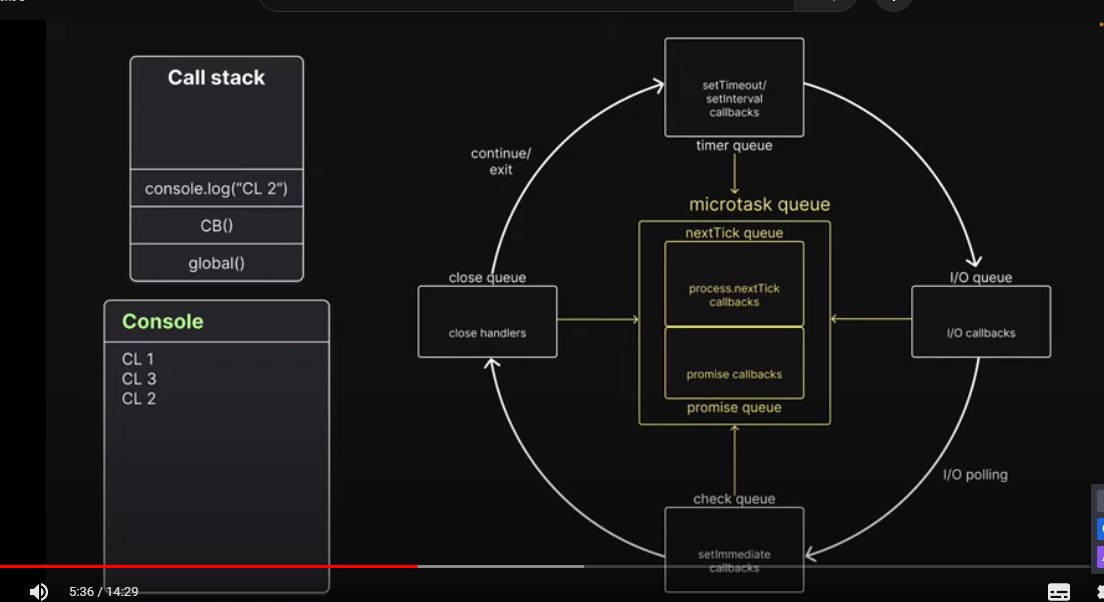 Call stack
console.log("CL 2")
CB()
global()
Console
CL 1
CL 3
CL 2
setTimeout/
setInterval
callbacks
timer queue
continue/
exit
microtask queue
nextTick queue
process.nextTick
callbacks
promise callbacks
promise queue
close queue
close handlers
I/O queue
I/O callbacks
I/O polling
check queue
setImmediate
callbacks
5:36 / 14:29